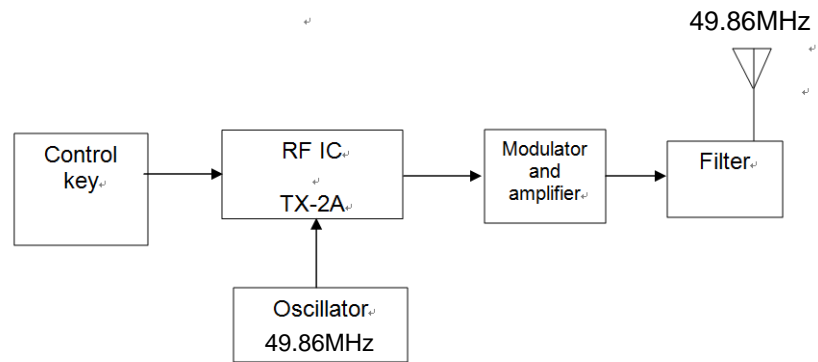 49.86MHz
Control
key
RF IC
TX-2A
Modulator
and
amplifier
Filter
Oscillator
49.86MHz